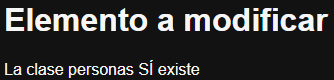 Elemento a modificar
La clase personas SÍ existe